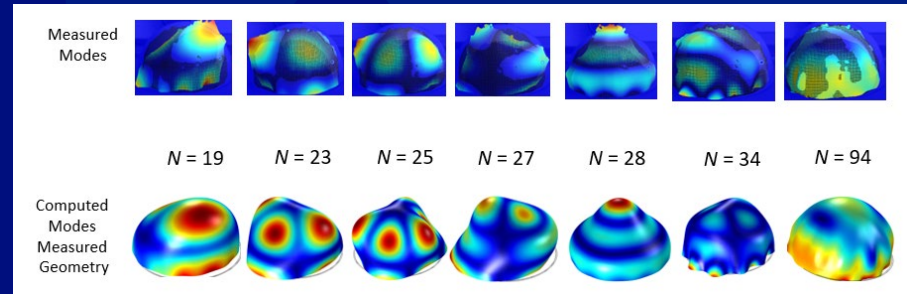 Measured
Modes
N = 19
N = 23
N = 25
N = 27
N = 28
N = 34
N = 94
Computed
Modes
Measured
Geometry